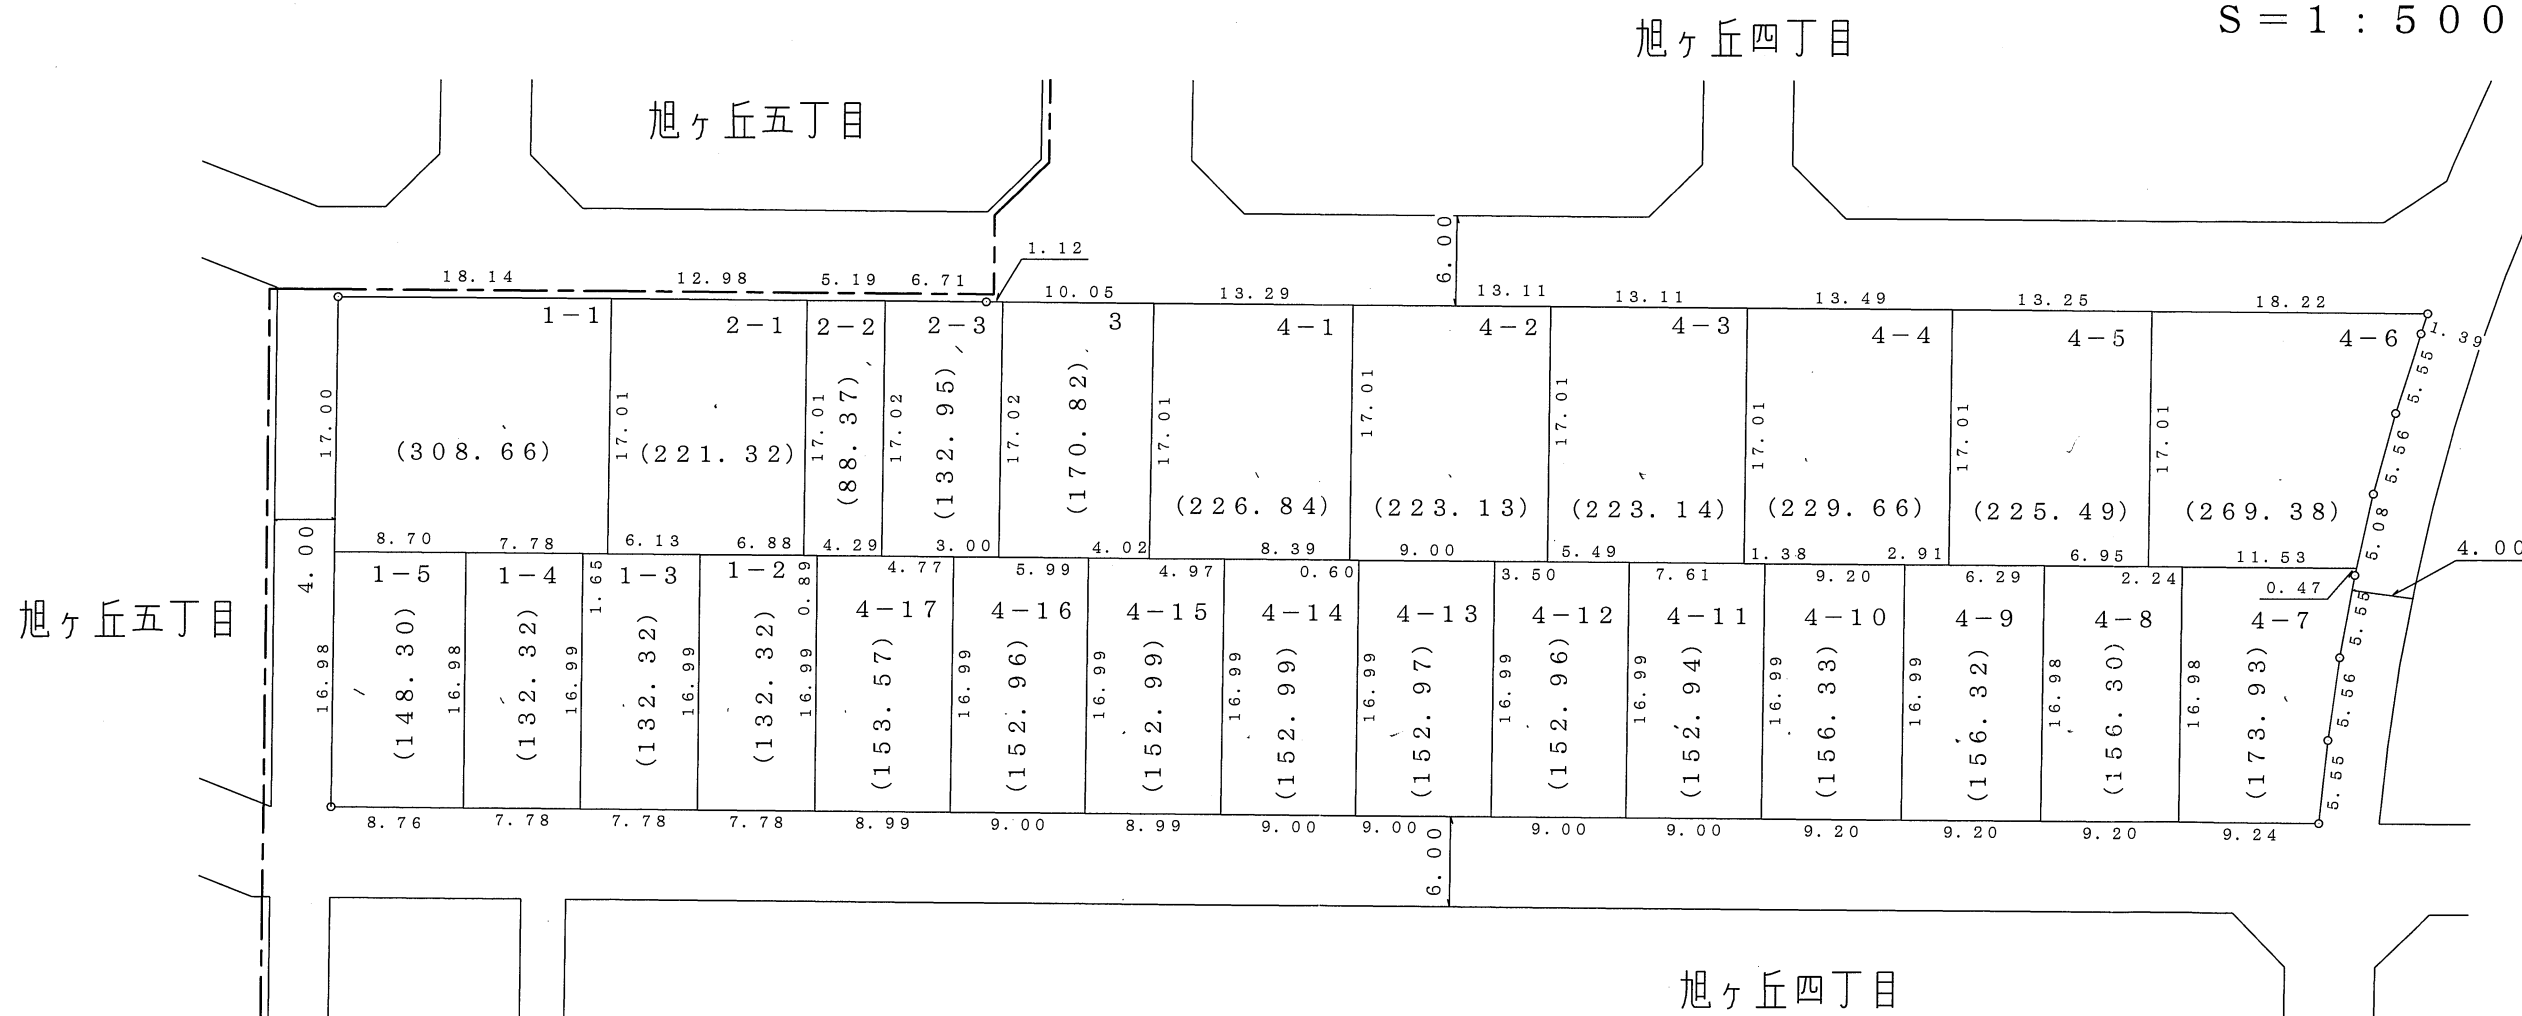 S=1:500
旭ヶ丘四丁目
旭ヶ丘五丁目
6.00
1.12
18.14 12.98 5.19 6.71 10.05 13.29 13.11 13.11 13.49 13.25 18.22
1-1 2-1 2-2 2-3 3 4-1 4-2 4-3 4-4 4-5 4-6
1.39
5.55
5.56
5.08
17.00 17.01 17.01 17.02 17.02 17.01 17.01 17.01 17.01 17.01 17.01
(308.66) (221.32) (88.37) (132.95) (170.82) (226.84) (223.13) (223.14) (229.66) (225.49) (269.38)
8.70 7.78 6.13 6.88 4.29 3.00 4.02 8.39 9.00 5.49 1.38 2.91 6.95 11.53
4.00
4.00
1.65 0.89 4.77 5.99 4.97 0.60 3.50 7.61 9.20 6.29 2.24 0.47
旭ヶ丘五丁目
1-5 1-4 1-3 1-2 4-17 4-16 4-15 4-14 4-13 4-12 4-11 4-10 4-9 4-8 4-7
16.98 16.98 16.99 16.99 16.99 16.99 16.99 16.99 16.99 16.99 16.99 16.99 16.99 16.98 16.98
(148.30) (132.32) (132.32) (132.32) (153.57) (152.96) (152.99) (152.99) (152.97) (152.96) (152.94) (156.33) (156.32) (156.30) (173.93)
5.55
5.56
5.55
8.76 7.78 7.78 7.78 8.99 9.00 8.99 9.00 9.00 9.00 9.00 9.20 9.20 9.20 9.24
6.00
旭ヶ丘四丁目